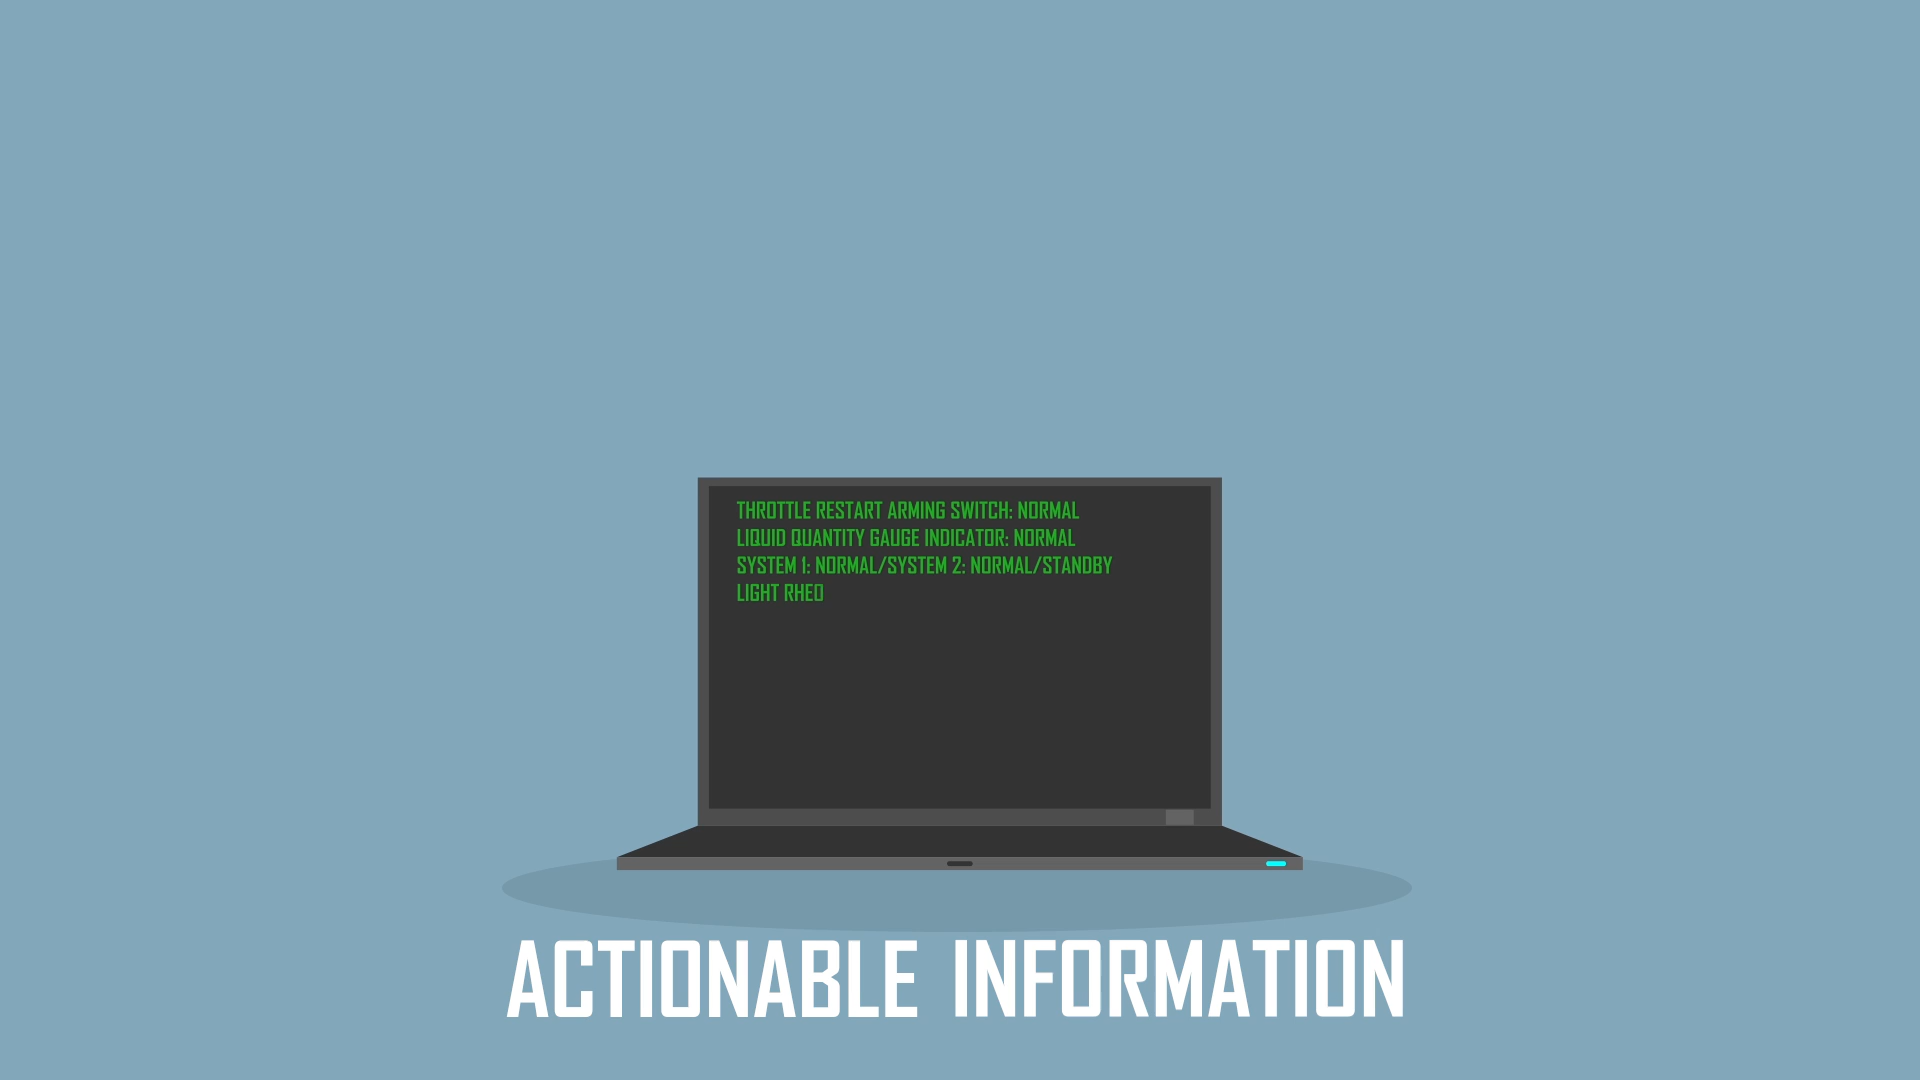 THROTTLE RESTART ARMING SWITCH: NORMAL
LIQUID QUANTITY GAUGE INDICATOR: NORMAL
SYSTEM 1: NORMAL/SYSTEM 2: NORMAL/STANDBY
LIGHT RHEO
ACTIONABLE INFORMATION